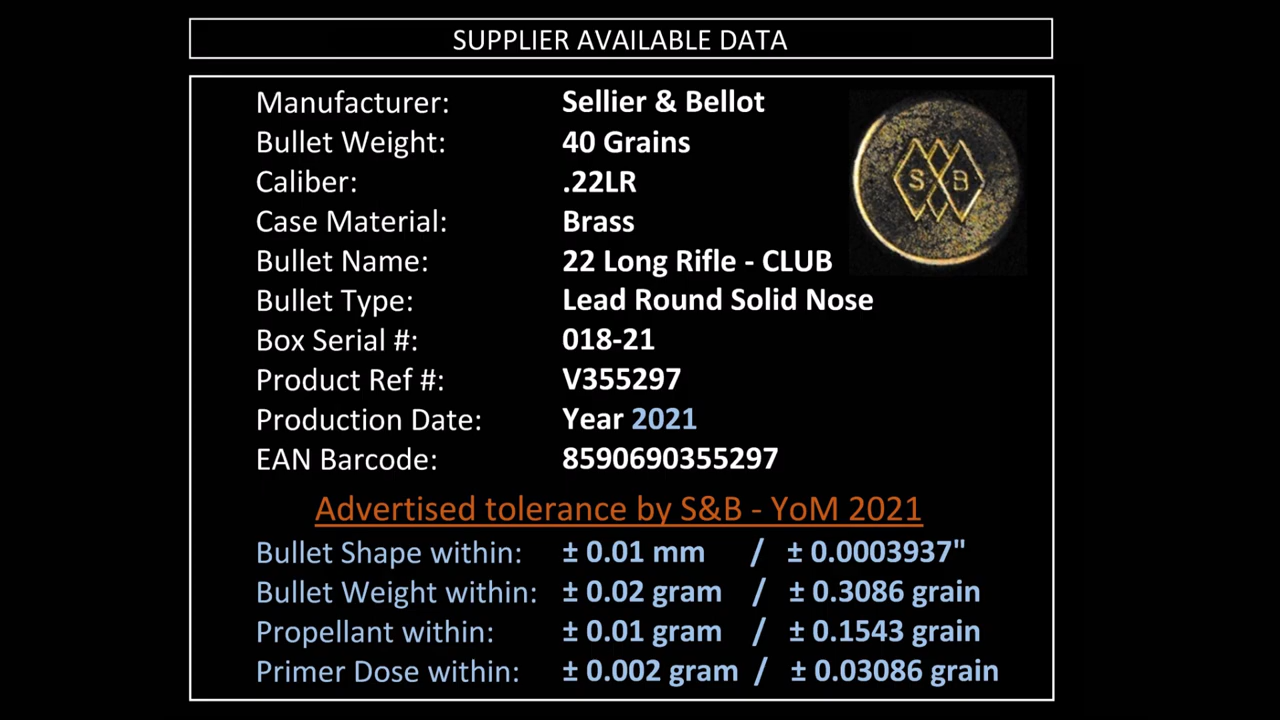 SUPPLIER AVAILABLE DATA
Manufacturer: Sellier & Bellot
Bullet Weight: 40 Grains
Caliber: .22LR
Case Material: Brass
Bullet Name: 22 Long Rifle - CLUB
Bullet Type: Lead Round Solid Nose
Box Serial #: 018-21
Product Ref #: V355297
Production Date: Year 2021
EAN Barcode: 8590690355297
S B
Advertised tolerance by S&B - YoM 2021
Bullet Shape within: ± 0.01 mm / ± 0.0003937"
Bullet Weight within: ± 0.02 gram / ± 0.3086 grain
Propellant within: ± 0.01 gram / ± 0.1543 grain
Primer Dose within: ± 0.002 gram / ± 0.03086 grain